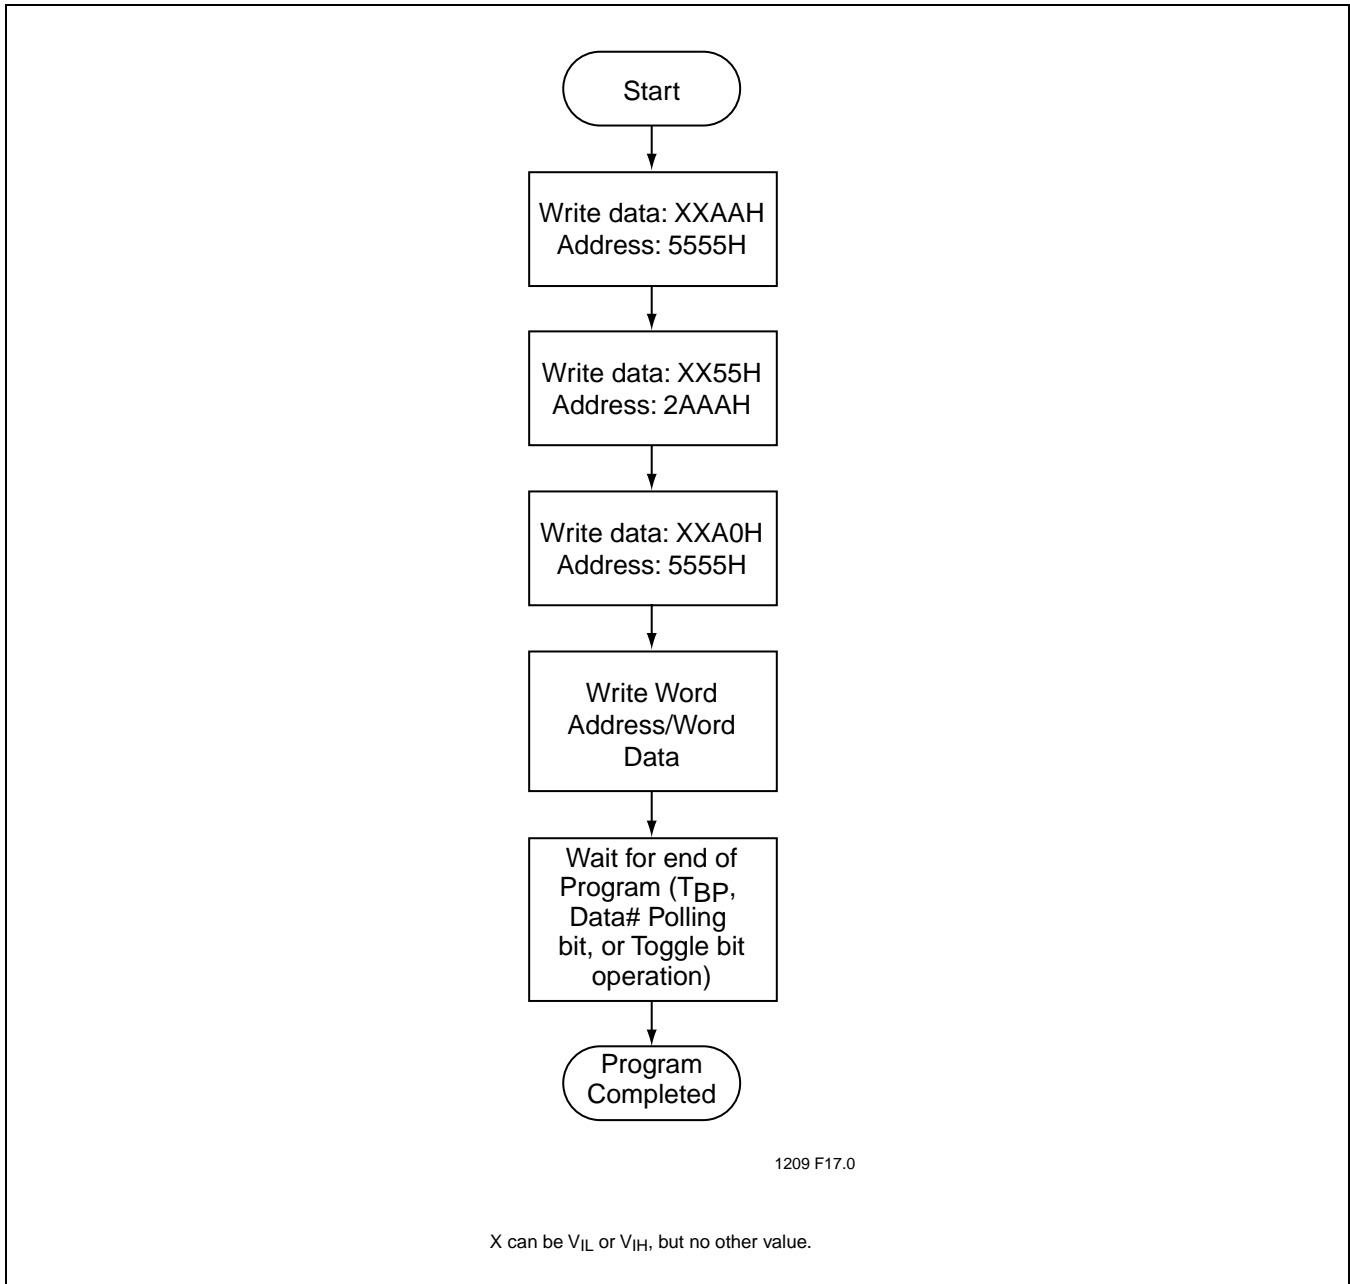 Start
Write data: XXAAH
Address: 5555H
Write data: XX55H
Address: 2AAAH
Write data: XXA0H
Address: 5555H
Write Word
Address/Word
Data
Wait for end of
Program (TBP,
Data# Polling
bit, or Toggle bit
operation)
Program
Completed
1209 F17.0
X can be VIL or VIH, but no other value.